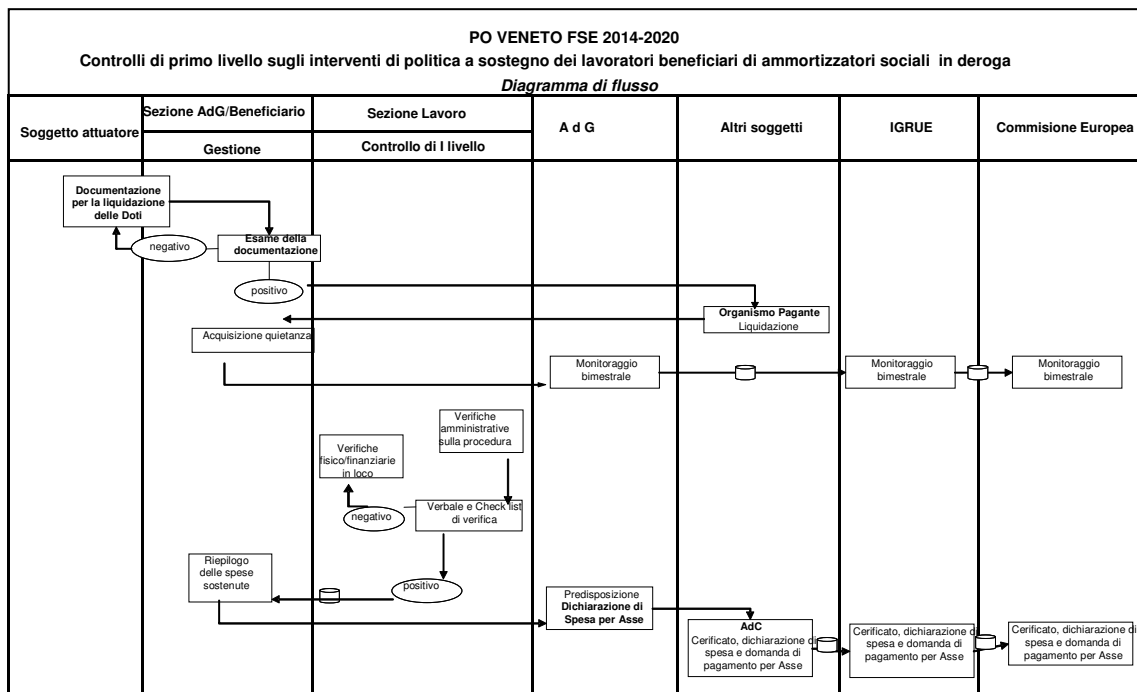 PO VENETO FSE 2014-2020
Controlli di primo livello sugli interventi di politica a sostegno dei lavoratori beneficiari di ammortizzatori sociali in deroga
Diagramma di flusso
Soggetto attuatore
Sezione AdG/Beneficiario
Gestione
Sezione Lavoro
Controllo di I livello
A d G
Altri soggetti
IGRUE
Commisione Europea
Documentazione
per la liquidazione
delle Doti
negativo
Esame della
documentazione
positivo
Organismo Pagante
Liquidazione
Acquisizione quietanza
Monitoraggio
bimestrale
Monitoraggio
bimestrale
Monitoraggio
bimestrale
Verifiche
amministrative
sulla procedura
Verifiche
fisico/finanziarie
in loco
negativo
Verbale e Check list
di verifica
positivo
Riepilogo
delle spese
sostenute
Predisposizione
Dichiarazione di
Spesa per Asse
AdC
Cerificato, dichiarazione di
spesa e domanda di
pagamento per Asse
Cerificato, dichiarazione di
spesa e domanda di
pagamento per Asse
Cerificato, dichiarazione di
spesa e domanda di
pagamento per Asse